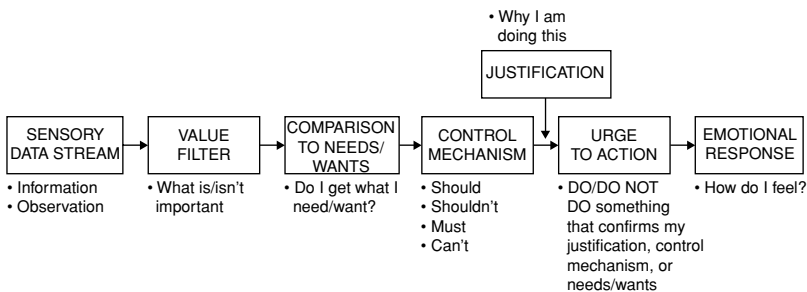 • Why I am
doing this
JUSTIFICATION
SENSORY
DATA STREAM
• Information
• Observation
VALUE
FILTER
• What is/isn't
important
COMPARISON
TO NEEDS/
WANTS
• Do I get what I
need/want?
CONTROL
MECHANISM
• Should
• Shouldn't
• Must
• Can't
URGE
TO ACTION
• DO/DO NOT
DO something
that confirms my
justification, control
mechanism, or
needs/wants
EMOTIONAL
RESPONSE
• How do I feel?